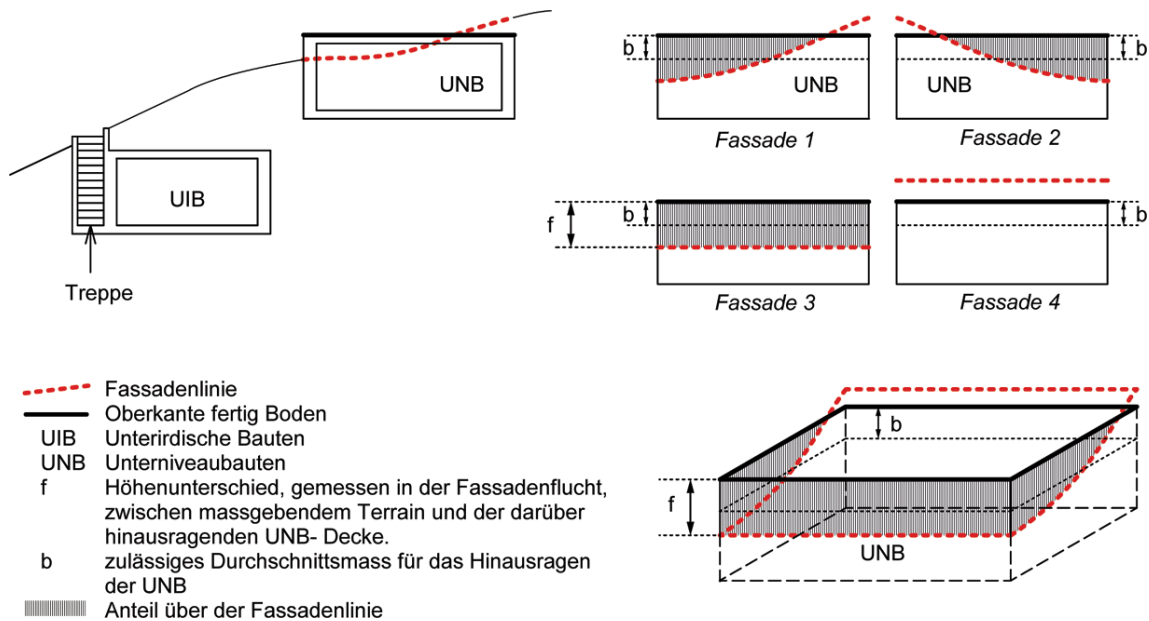 UNB
UIB
Treppe
b
UNB
Fassade 1
UNB
b
Fassade 2
f
b
Fassade 3
b
Fassade 4
Fassadenlinie
Oberkante fertig Boden
UIB Unterirdische Bauten
UNB Unterniveaubauten
f Höhenunterschied, gemessen in der Fassadenflucht,
zwischen massgebendem Terrain und der darüber
hinausragenden UNB- Decke.
b zulässiges Durchschnittsmass für das Hinausragen
der UNB
Anteil über der Fassadenlinie
b
f
UNB